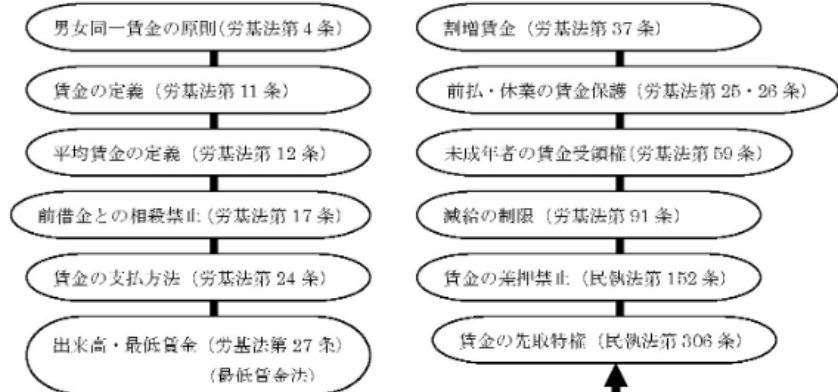 男女同一賃金の原則(労基法第4条)
賃金の定義（労基法第11条）
平均賃金の定義（労基法第12条）
前借金との相殺禁止(労基法第17条)
賃金の支払方法（労基法第24条）
出来高・最低賃金（労基法第27条）
（最低賃金法）
割増賃金（労基法第37条）
前払・休業の賃金保護（労基法第25・26条）
未成年者の賃金受領権(労基法第59条)
減給の制限（労基法第91条）
賃金の差押禁止（民執法第152条）
賃金の先取特権（民執法第306条）